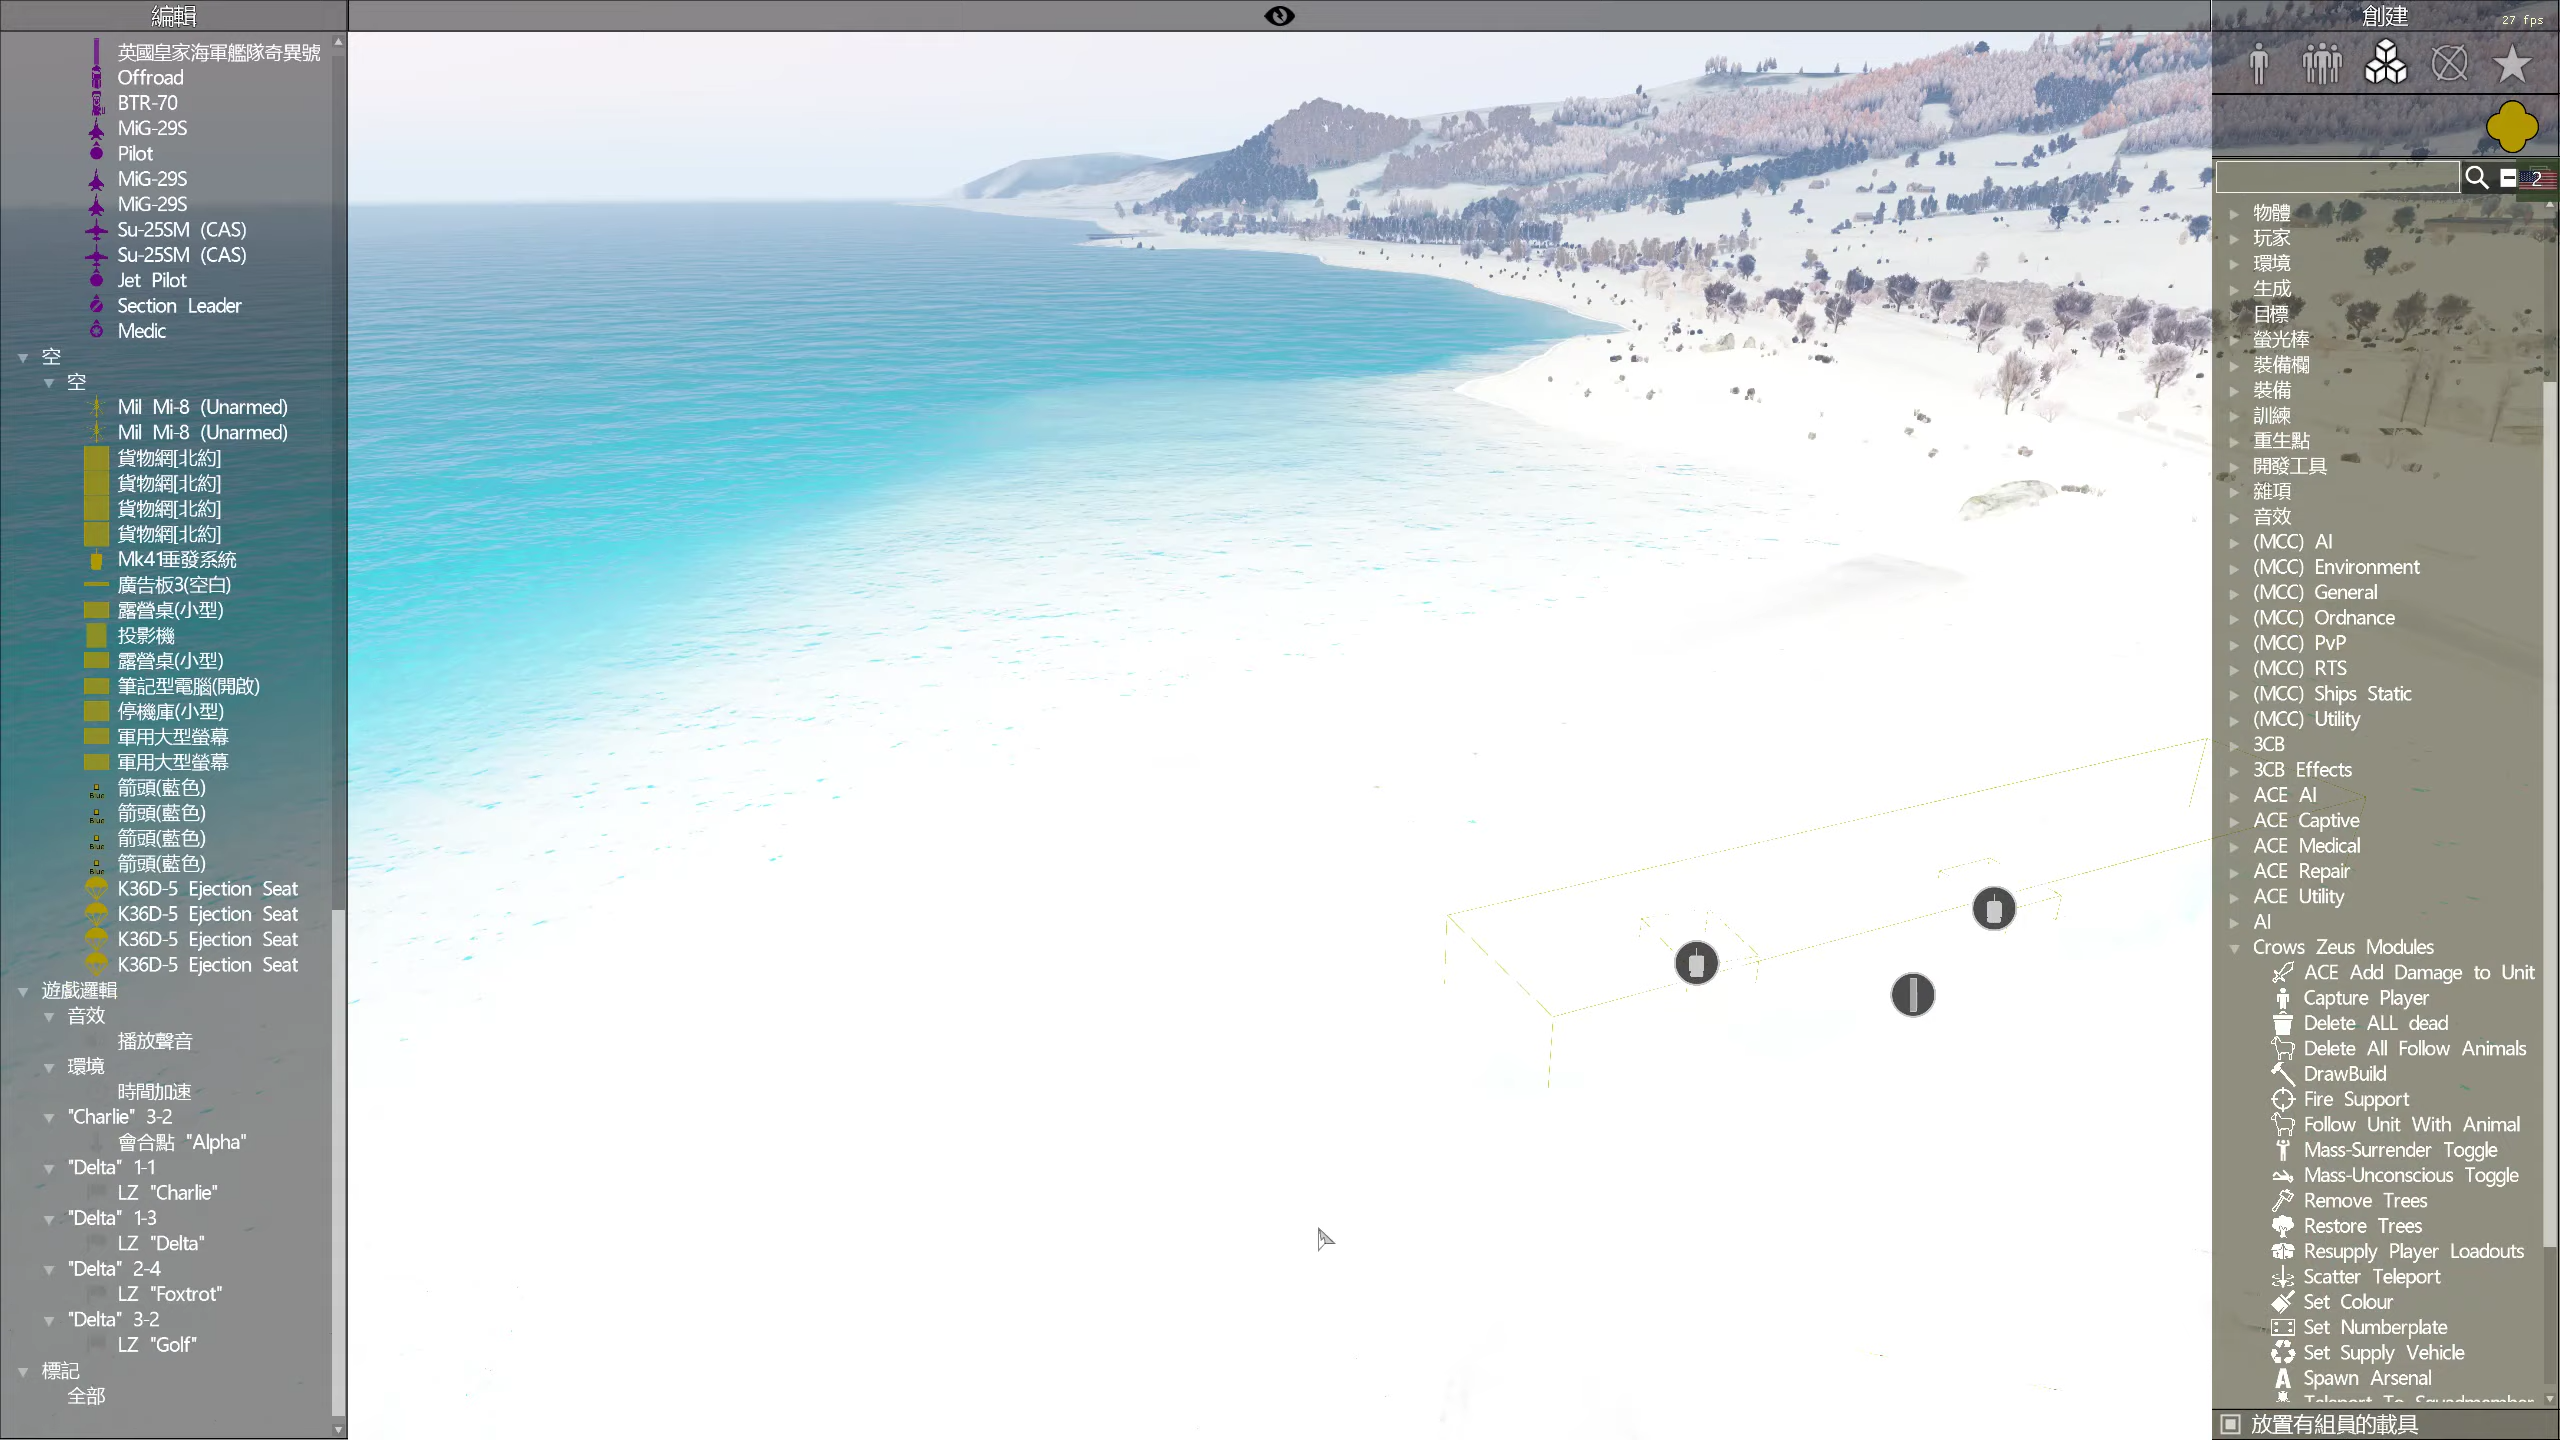 編輯
英國皇家海軍艦隊奇異號
Offroad
BTR-70
MiG-29S
Pilot
MiG-29S
MiG-29S
Su-25SM (CAS)
Su-25SM (CAS)
Jet Pilot
Section Leader
Medic
空
空
Mil Mi-8 (Unarmed)
Mil Mi-8 (Unarmed)
貨物網[北約]
貨物網[北約]
貨物網[北約]
貨物網[北約]
Mk41垂發系統
廣告板3(空白)
露營桌(小型)
投影機
露營桌(小型)
筆記型電腦(開啟)
停機庫(小型)
軍用大型螢幕
軍用大型螢幕
箭頭(藍色)
箭頭(藍色)
箭頭(藍色)
箭頭(藍色)
K36D-5 Ejection Seat
K36D-5 Ejection Seat
K36D-5 Ejection Seat
K36D-5 Ejection Seat
遊戲邏輯
音效
播放聲音
環境
時間加速
"Charlie" 3-2
會合點 "Alpha"
"Delta" 1-1
LZ "Charlie"
"Delta" 1-3
LZ "Delta"
"Delta" 2-4
LZ "Foxtrot"
"Delta" 3-2
LZ "Golf"
標記
全部
創建
27 fps
2
物體
玩家
環境
生成
目標
螢光棒
裝備欄
裝備
訓練
重生點
開發工具
雜項
音效
(MCC) AI
(MCC) Environment
(MCC) General
(MCC) Ordnance
(MCC) PvP
(MCC) RTS
(MCC) Ships Static
(MCC) Utility
3CB
3CB Effects
ACE AI
ACE Captive
ACE Medical
ACE Repair
ACE Utility
AI
Crows Zeus Modules
ACE Add Damage to Unit
Capture Player
Delete ALL dead
Delete All Follow Animals
DrawBuild
Fire Support
Follow Unit With Animal
Mass-Surrender Toggle
Mass-Unconscious Toggle
Remove Trees
Restore Trees
Resupply Player Loadouts
Scatter Teleport
Set Colour
Set Numberplate
Set Supply Vehicle
Spawn Arsenal
放置有組員的載具